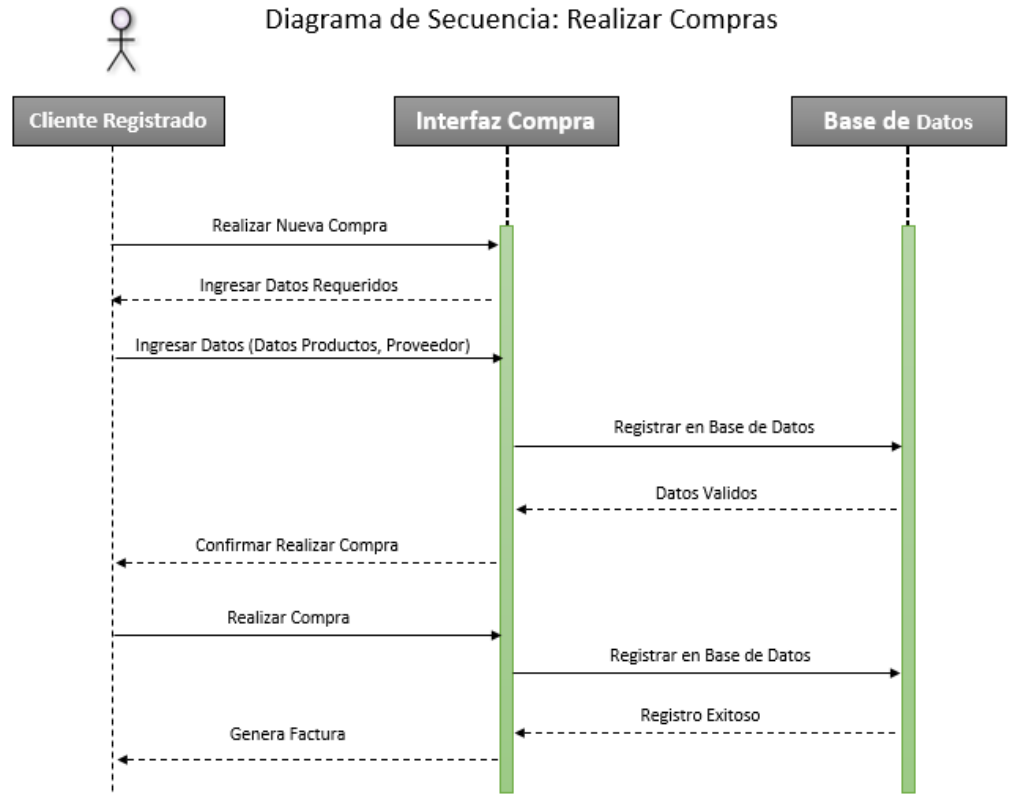 Diagrama de Secuencia: Realizar Compras
Cliente Registrado
Interfaz Compra
Base de Datos
Realizar Nueva Compra
Ingresar Datos Requeridos
Ingresar Datos (Datos Productos, Proveedor)
Registrar en Base de Datos
Datos Validos
Confirmar Realizar Compra
Realizar Compra
Registrar en Base de Datos
Registro Exitoso
Genera Factura